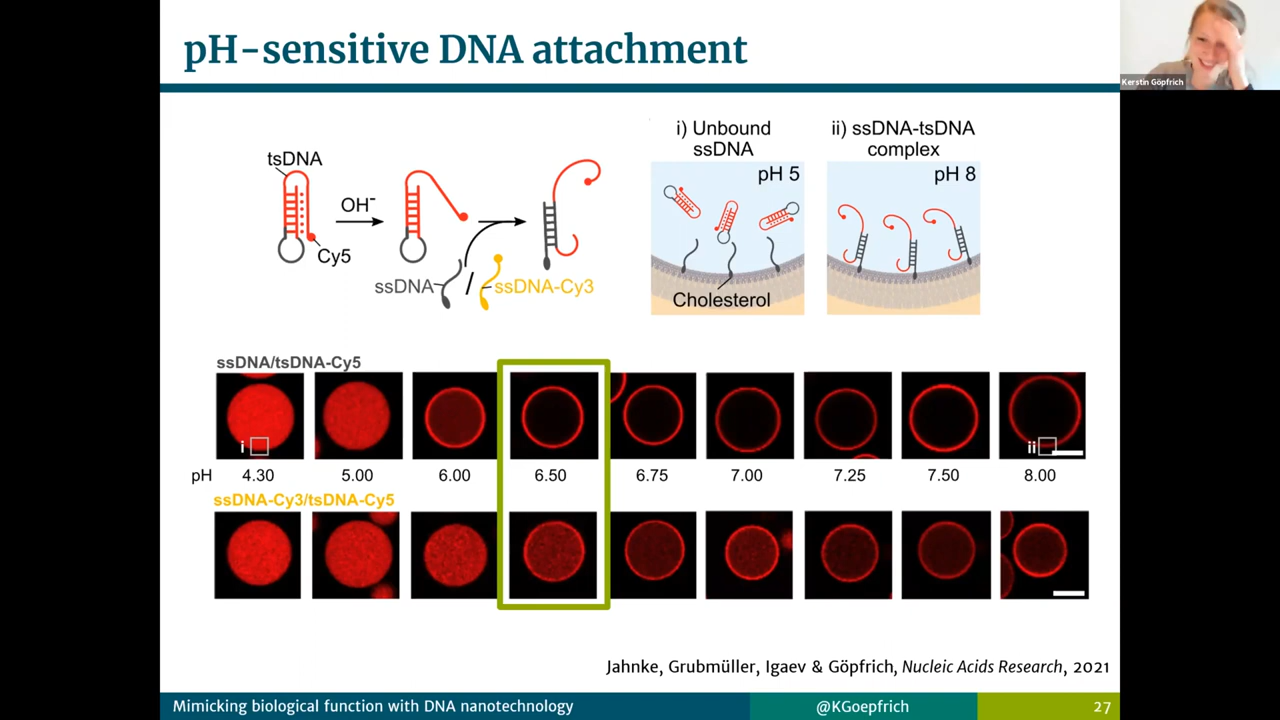 pH-sensitive DNA attachment
Kerstin Göpfrich
tsDNA
OH⁻
Cy5
ssDNA
/
ssDNA-Cy3
i) Unbound
ssDNA
pH 5
Cholesterol
ii) ssDNA-tsDNA
complex
pH 8
ssDNA/tsDNA-Cy5
i
ii
pH 4.30 5.00 6.00 6.50 6.75 7.00 7.25 7.50 8.00
ssDNA-Cy3/tsDNA-Cy5
Jahnke, Grubmüller, Igaev & Göpfrich, Nucleic Acids Research, 2021
Mimicking biological function with DNA nanotechnology
@KGoepfrich
27